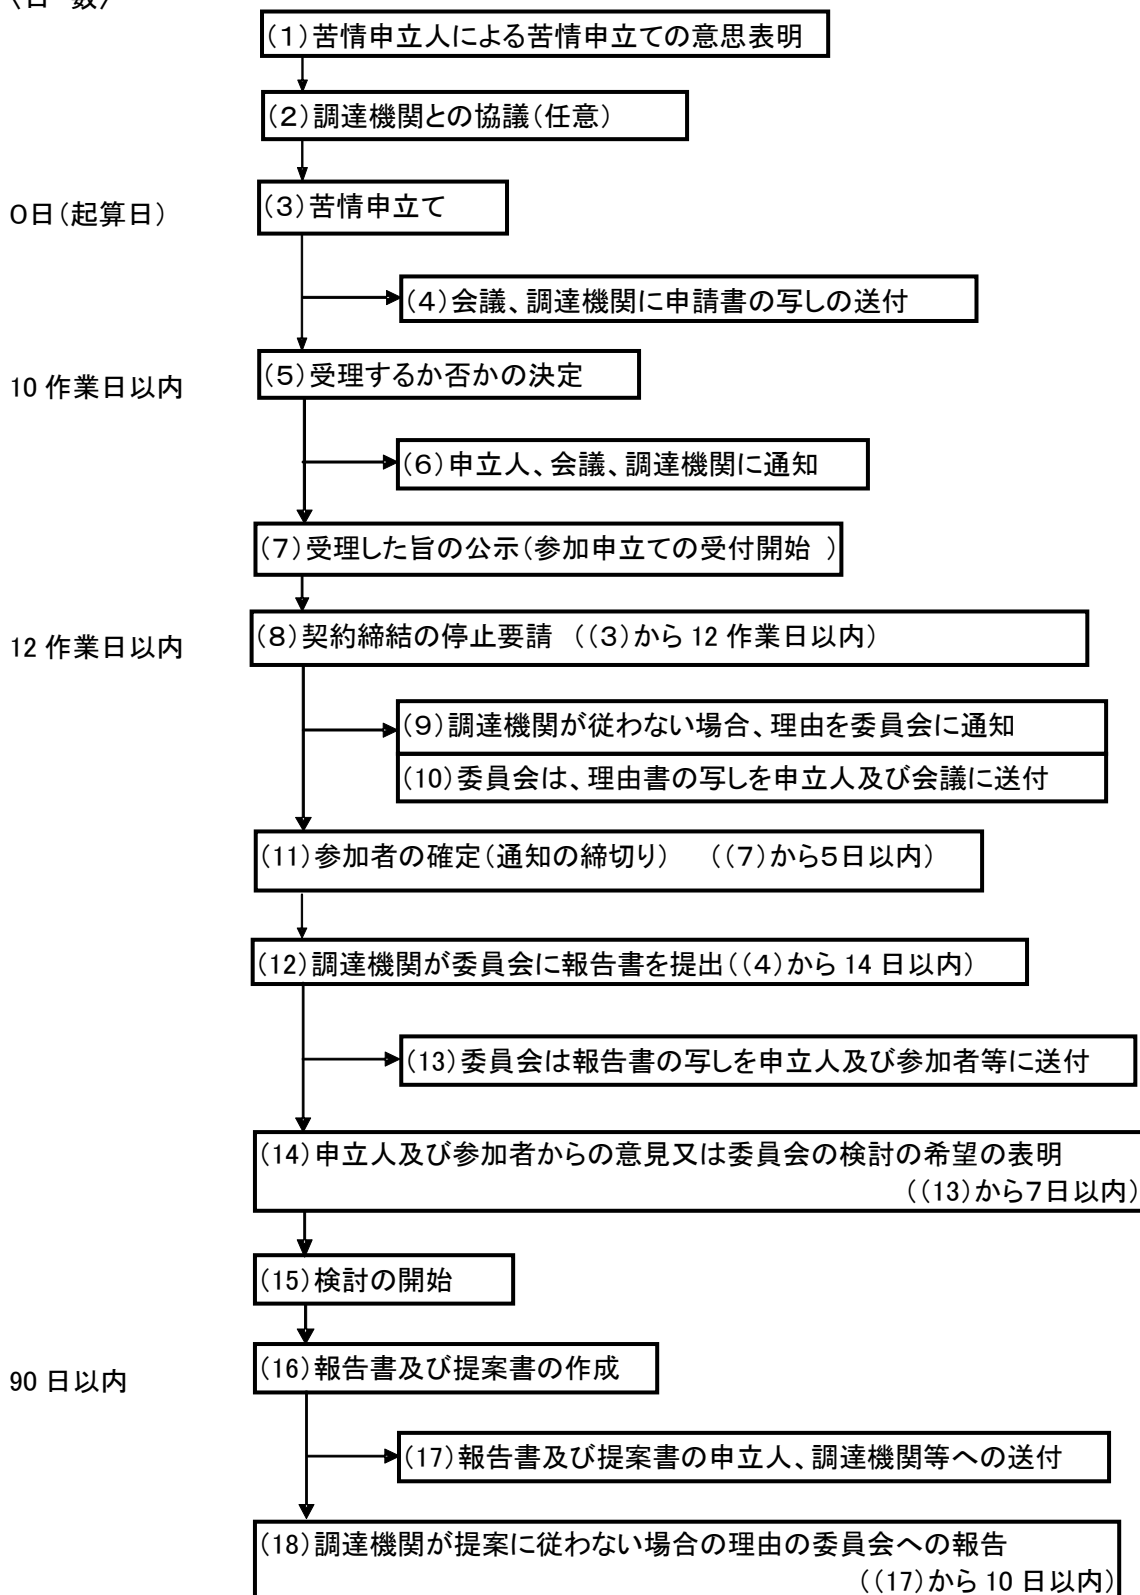 （日　数）
（１）苦情申立人による苦情申立ての意思表明
（２）調達機関との協議（任意）
０日（起算日）
（３）苦情申立て
（４）会議、調達機関に申請書の写しの送付
10 作業日以内
（５）受理するか否かの決定
（６）申立人、会議、調達機関に通知
（７）受理した旨の公示（参加申立ての受付開始 ）
12 作業日以内
（８）契約締結の停止要請 （（３）から 12 作業日以内）
（９）調達機関が従わない場合、理由を委員会に通知
（10）委員会は、理由書の写しを申立人及び会議に送付
（11）参加者の確定（通知の締切り）　（（７）から５日以内）
（12）調達機関が委員会に報告書を提出（（４）から 14 日以内）
（13）委員会は報告書の写しを申立人及び参加者等に送付
（14）申立人及び参加者からの意見又は委員会の検討の希望の表明
（（13）から７日以内）
（15）検討の開始
90 日以内
（16）報告書及び提案書の作成
（17）報告書及び提案書の申立人、調達機関等への送付
（18）調達機関が提案に従わない場合の理由の委員会への報告
（（17）から 10 日以内）